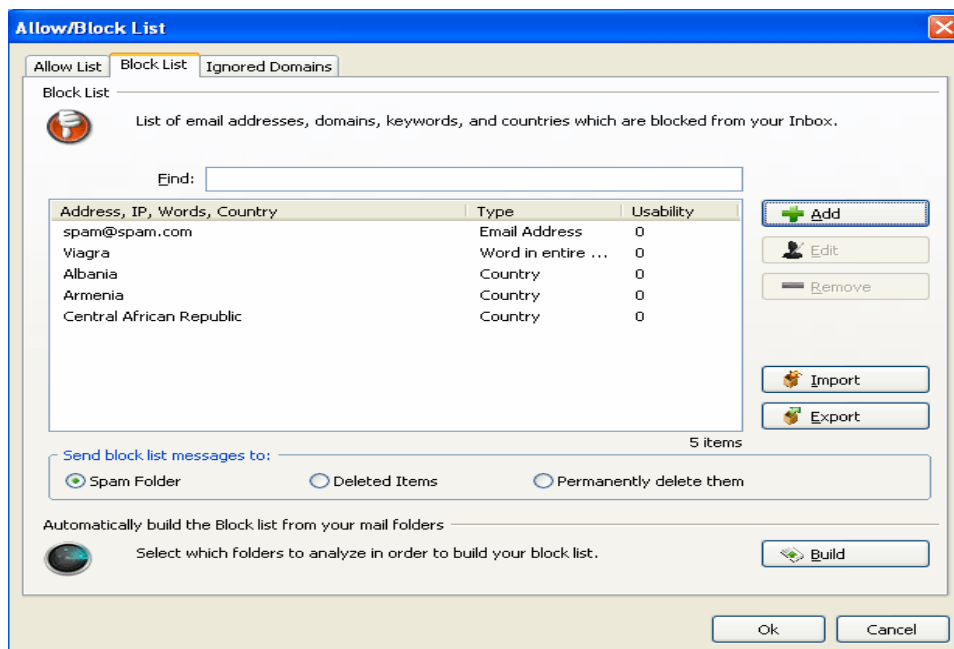 Allow/Block List
Allow List Block List Ignored Domains
Block List
List of email addresses, domains, keywords, and countries which are blocked from your Inbox.
Find:
Address, IP, Words, Country Type Usability
spam@spam.com Email Address 0
Viagra Word in entire ... 0
Albania Country 0
Armenia Country 0
Central African Republic Country 0
Add
Edit
Remove
Import
Export
5 items
Send block list messages to:
Spam Folder Deleted Items Permanently delete them
Automatically build the Block list from your mail folders
Select which folders to analyze in order to build your block list.
Build
Ok Cancel